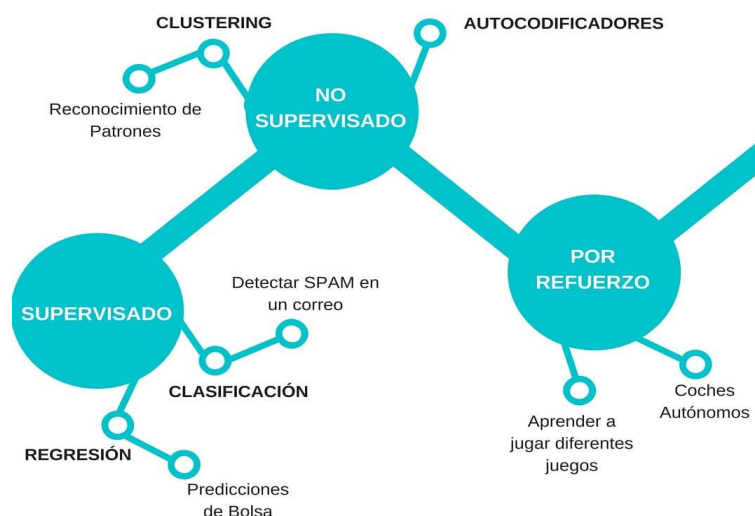 CLUSTERING
AUTOCODIFICADORES
Reconocimiento de
Patrones
NO
SUPERVISADO
POR
REFUERZO
SUPERVISADO
Detectar SPAM en
un correo
CLASIFICACIÓN
REGRESIÓN
Predicciones
de Bolsa
Aprender a
jugar diferentes
juegos
Coches
Autónomos